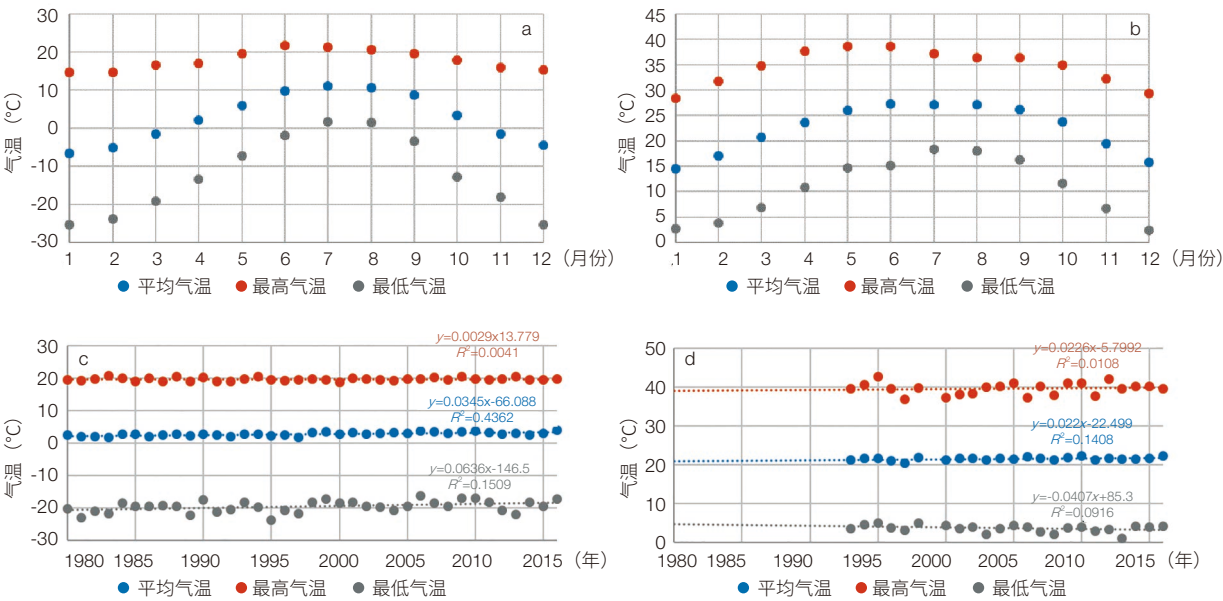 a
气温（°C）
30
20
10
0
-10
-20
-30
1 2 3 4 5 6 7 8 9 10 11 12（月份）
平均气温 最高气温 最低气温
b
气温（°C）
45
40
35
30
25
20
15
10
5
0
.1 2 3 4 5 6 7 8 9 10 11 12（月份）
平均气温 最高气温 最低气温
c
气温（°C）
30
20
10
0
-10
-20
-30
y=0.0029x13.779
R²=0.0041
y=0.0345x-66.088
R²=0.4362
y=0.0636x-146.5
R²=0.1509
1980 1985 1990 1995 2000 2005 2010 2015（年）
平均气温 最高气温 最低气温
d
气温（°C）
50
40
30
20
10
0
y=0.0226x-5.7992
R²=0.0108
y=0.022x-22.499
R²=0.1408
y=-0.0407x+85.3
R²=0.0916
1980 1985 1990 1995 2000 2005 2010 2015（年）
平均气温 最高气温 最低气温